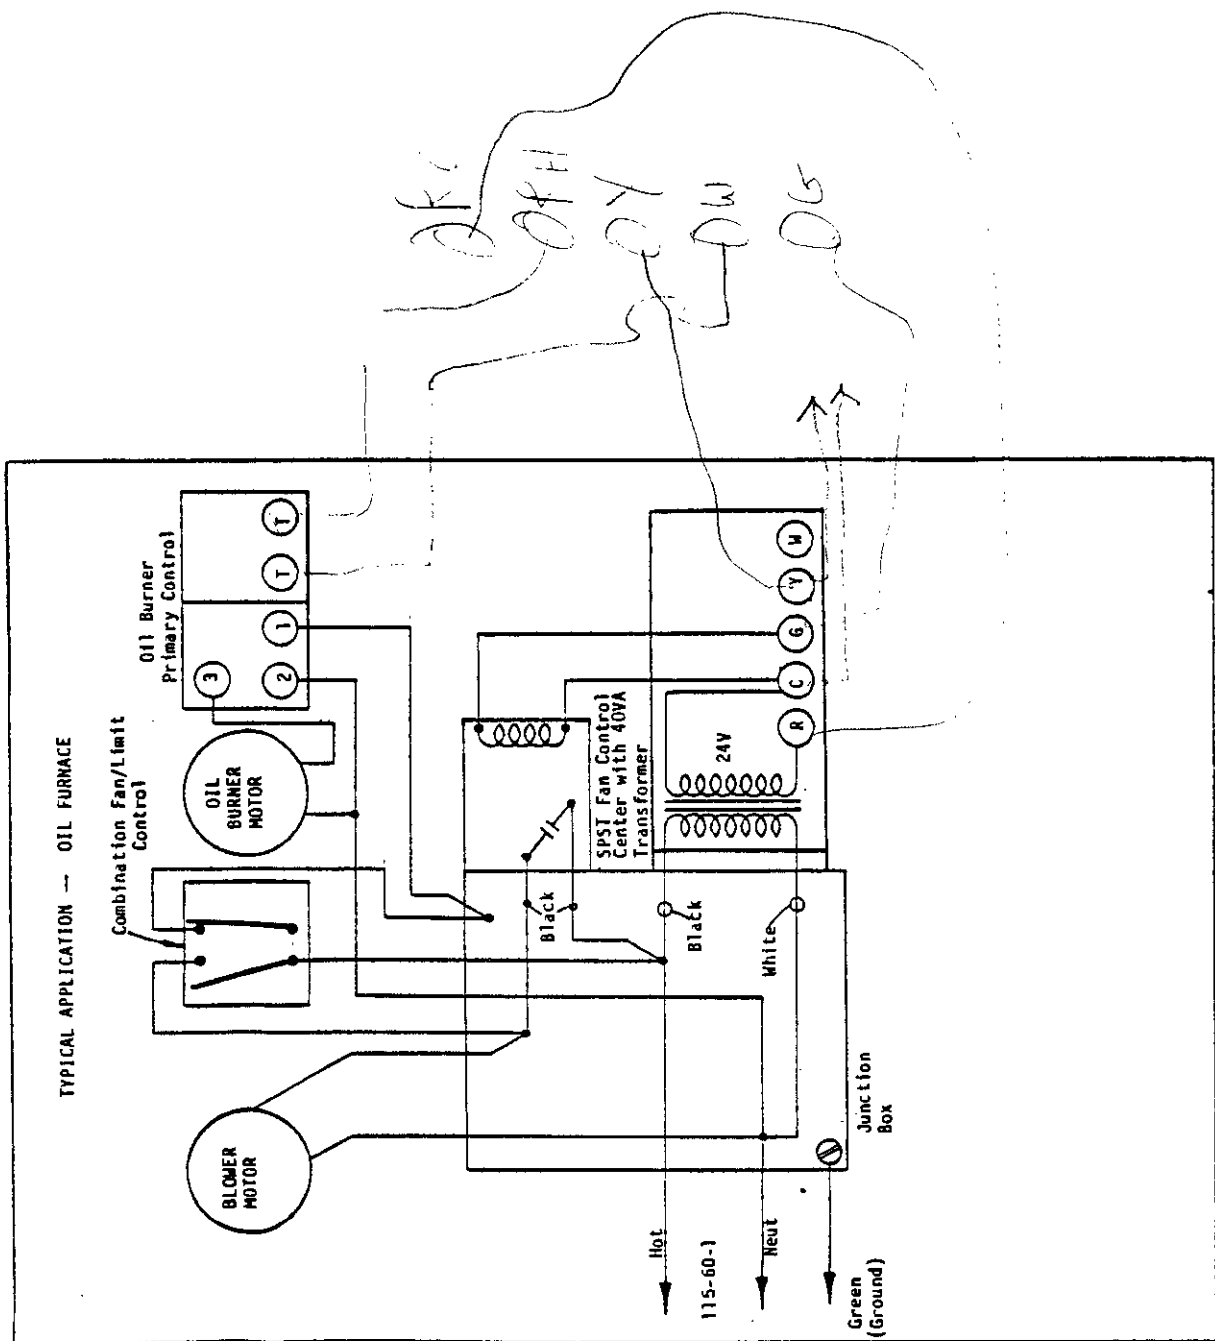 TYPICAL APPLICATION — OIL FURNACE
Combination Fan/Limit
Control
Oil Burner
Primary Control
BLOWER
MOTOR
OIL
BURNER
MOTOR
3
2
1
T
T
Black
SPST Fan Control
Center with 40VA
Transformer
Black
White
24V
R
C
G
Y
W
Hot
115-60-1
Neut
Green
(Ground)
Junction
Box
RH
Y
W
G